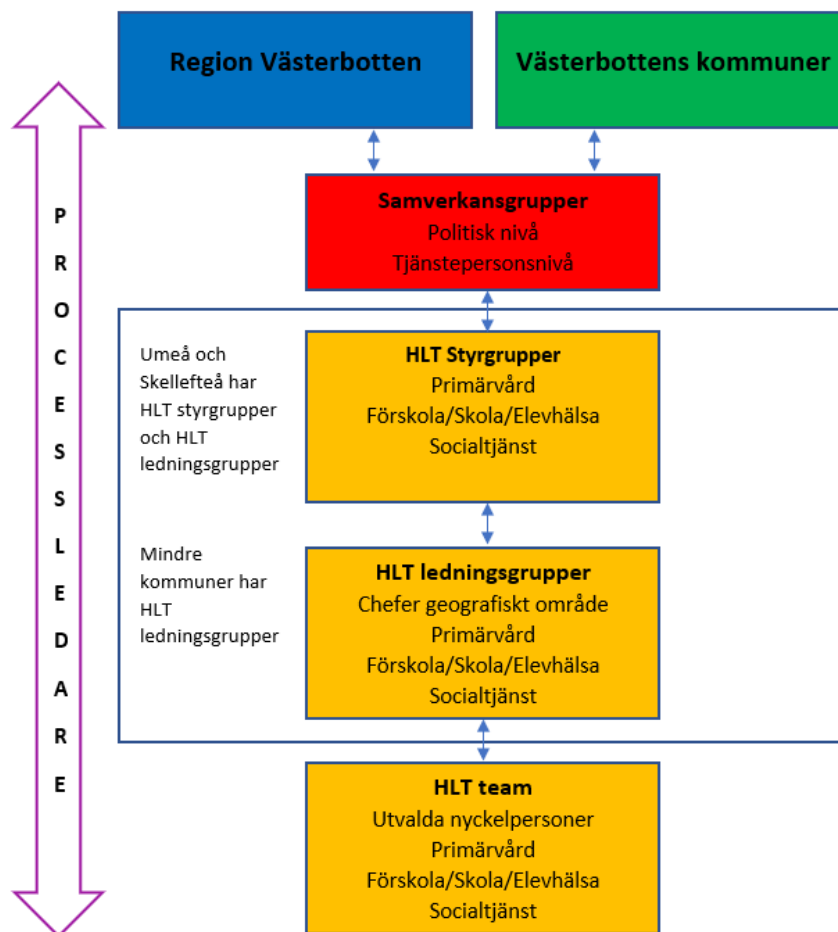 Region Västerbotten
Västerbottens kommuner
PROCESSLEDARE
Samverkansgrupper
Politisk nivå
Tjänstepersonsnivå
Umeå och
Skellefteå har
HLT styrgrupper
och HLT
ledningsgrupper
HLT Styrgrupper
Primärvård
Förskola/Skola/Elevhälsa
Socialtjänst
Mindre
kommuner har
HLT
ledningsgrupper
HLT ledningsgrupper
Chefer geografiskt område
Primärvård
Förskola/Skola/Elevhälsa
Socialtjänst
HLT team
Utvalda nyckelpersoner
Primärvård
Förskola/Skola/Elevhälsa
Socialtjänst